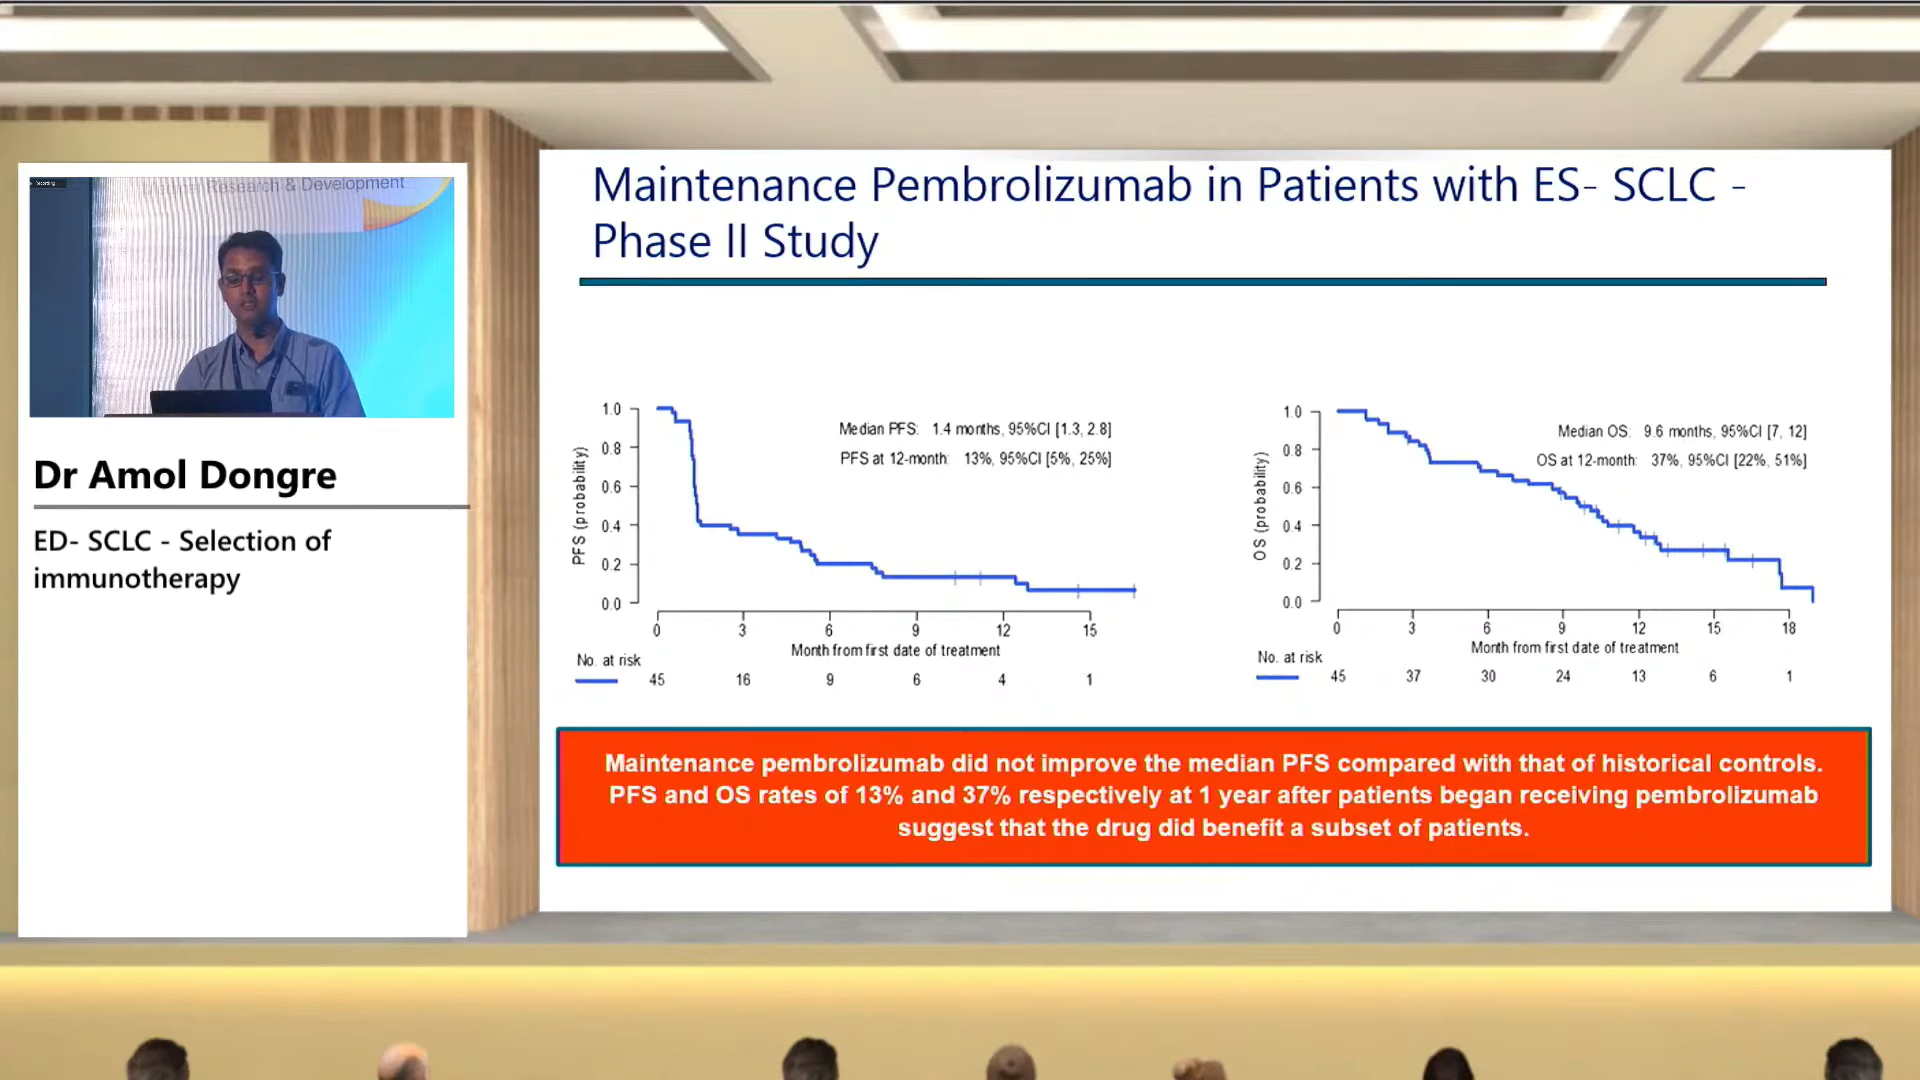 Research & Development
Dr Amol Dongre
ED- SCLC - Selection of
immunotherapy
Maintenance Pembrolizumab in Patients with ES- SCLC -
Phase II Study
1.0
0.8
0.6
0.4
0.2
0.0
PFS (probability)
Median PFS: 1.4 months, 95%CI [1.3, 2.8]
PFS at 12-month: 13%, 95%CI [5%, 25%]
0 3 6 9 12 15
Month from first date of treatment
No. at risk
45 16 9 6 4 1
1.0
0.8
0.6
0.4
0.2
0.0
OS (probability)
Median OS: 9.6 months, 95%CI [7, 12]
OS at 12-month: 37%, 95%CI [22%, 51%]
0 3 6 9 12 15 18
Month from first date of treatment
No. at risk
45 37 30 24 13 6 1
Maintenance pembrolizumab did not improve the median PFS compared with that of historical controls.
PFS and OS rates of 13% and 37% respectively at 1 year after patients began receiving pembrolizumab
suggest that the drug did benefit a subset of patients.